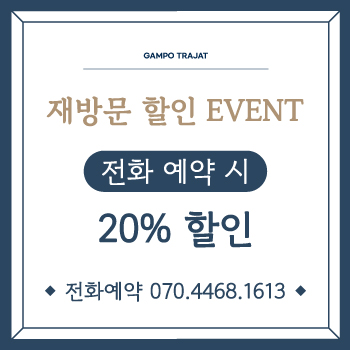 GAMPO TRAJAT
재방문 할인 EVENT
전화 예약 시
20% 할인
◆ 전화예약 070.4468.1613 ◆